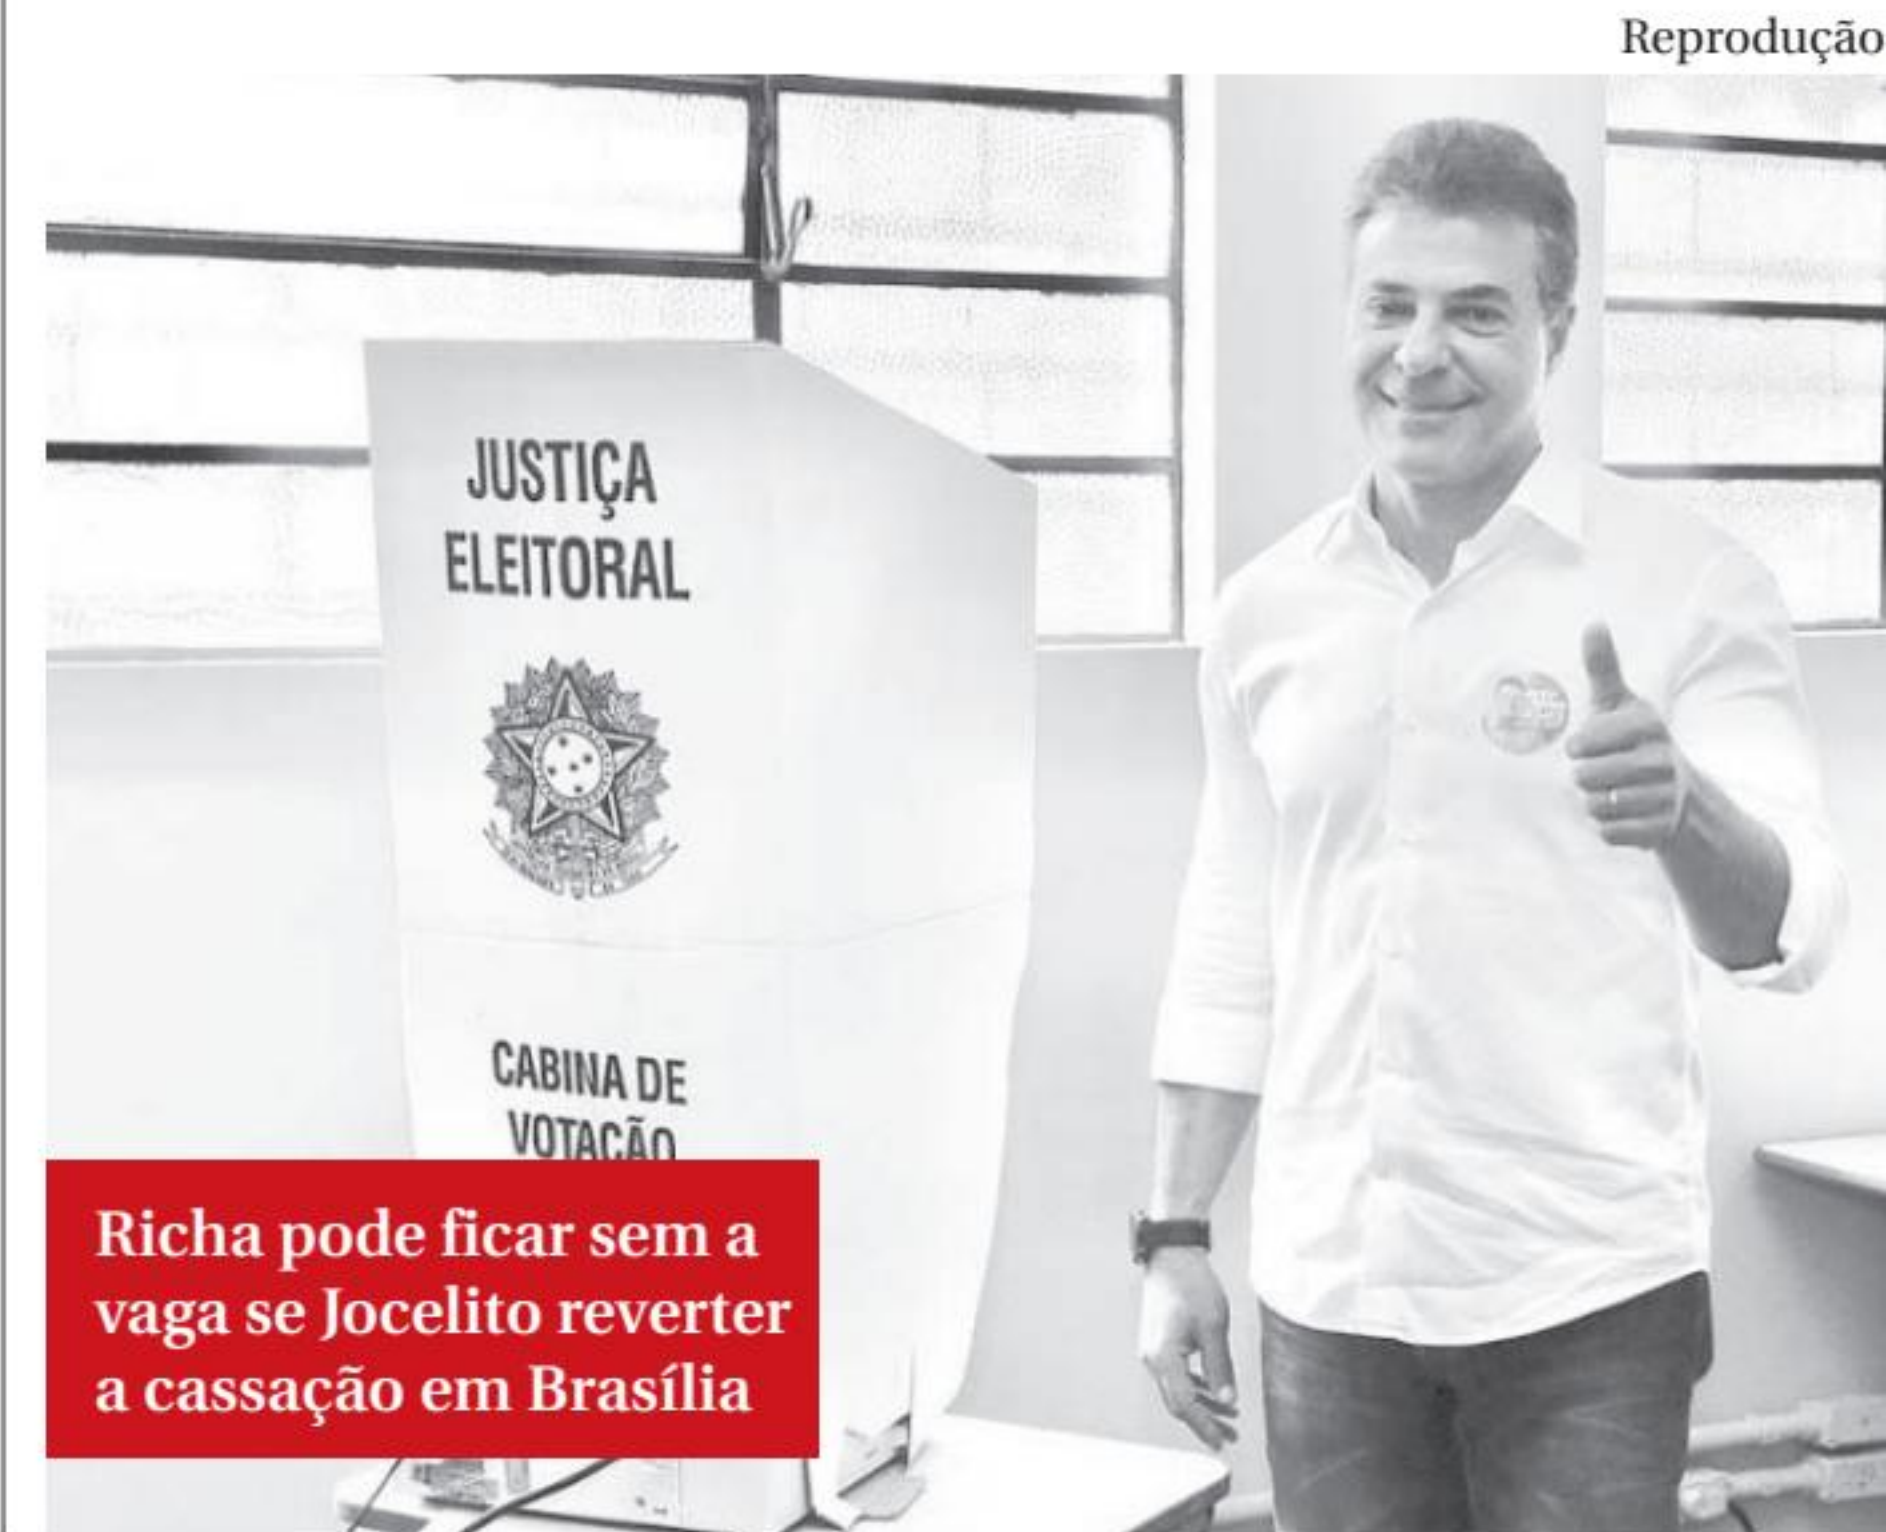 Reprodução
JUSTIÇA
ELEITORAL
CABINA DE
VOTAÇÃO
Richa pode ficar sem a
vaga se Jocelito reverter
a cassação em Brasília